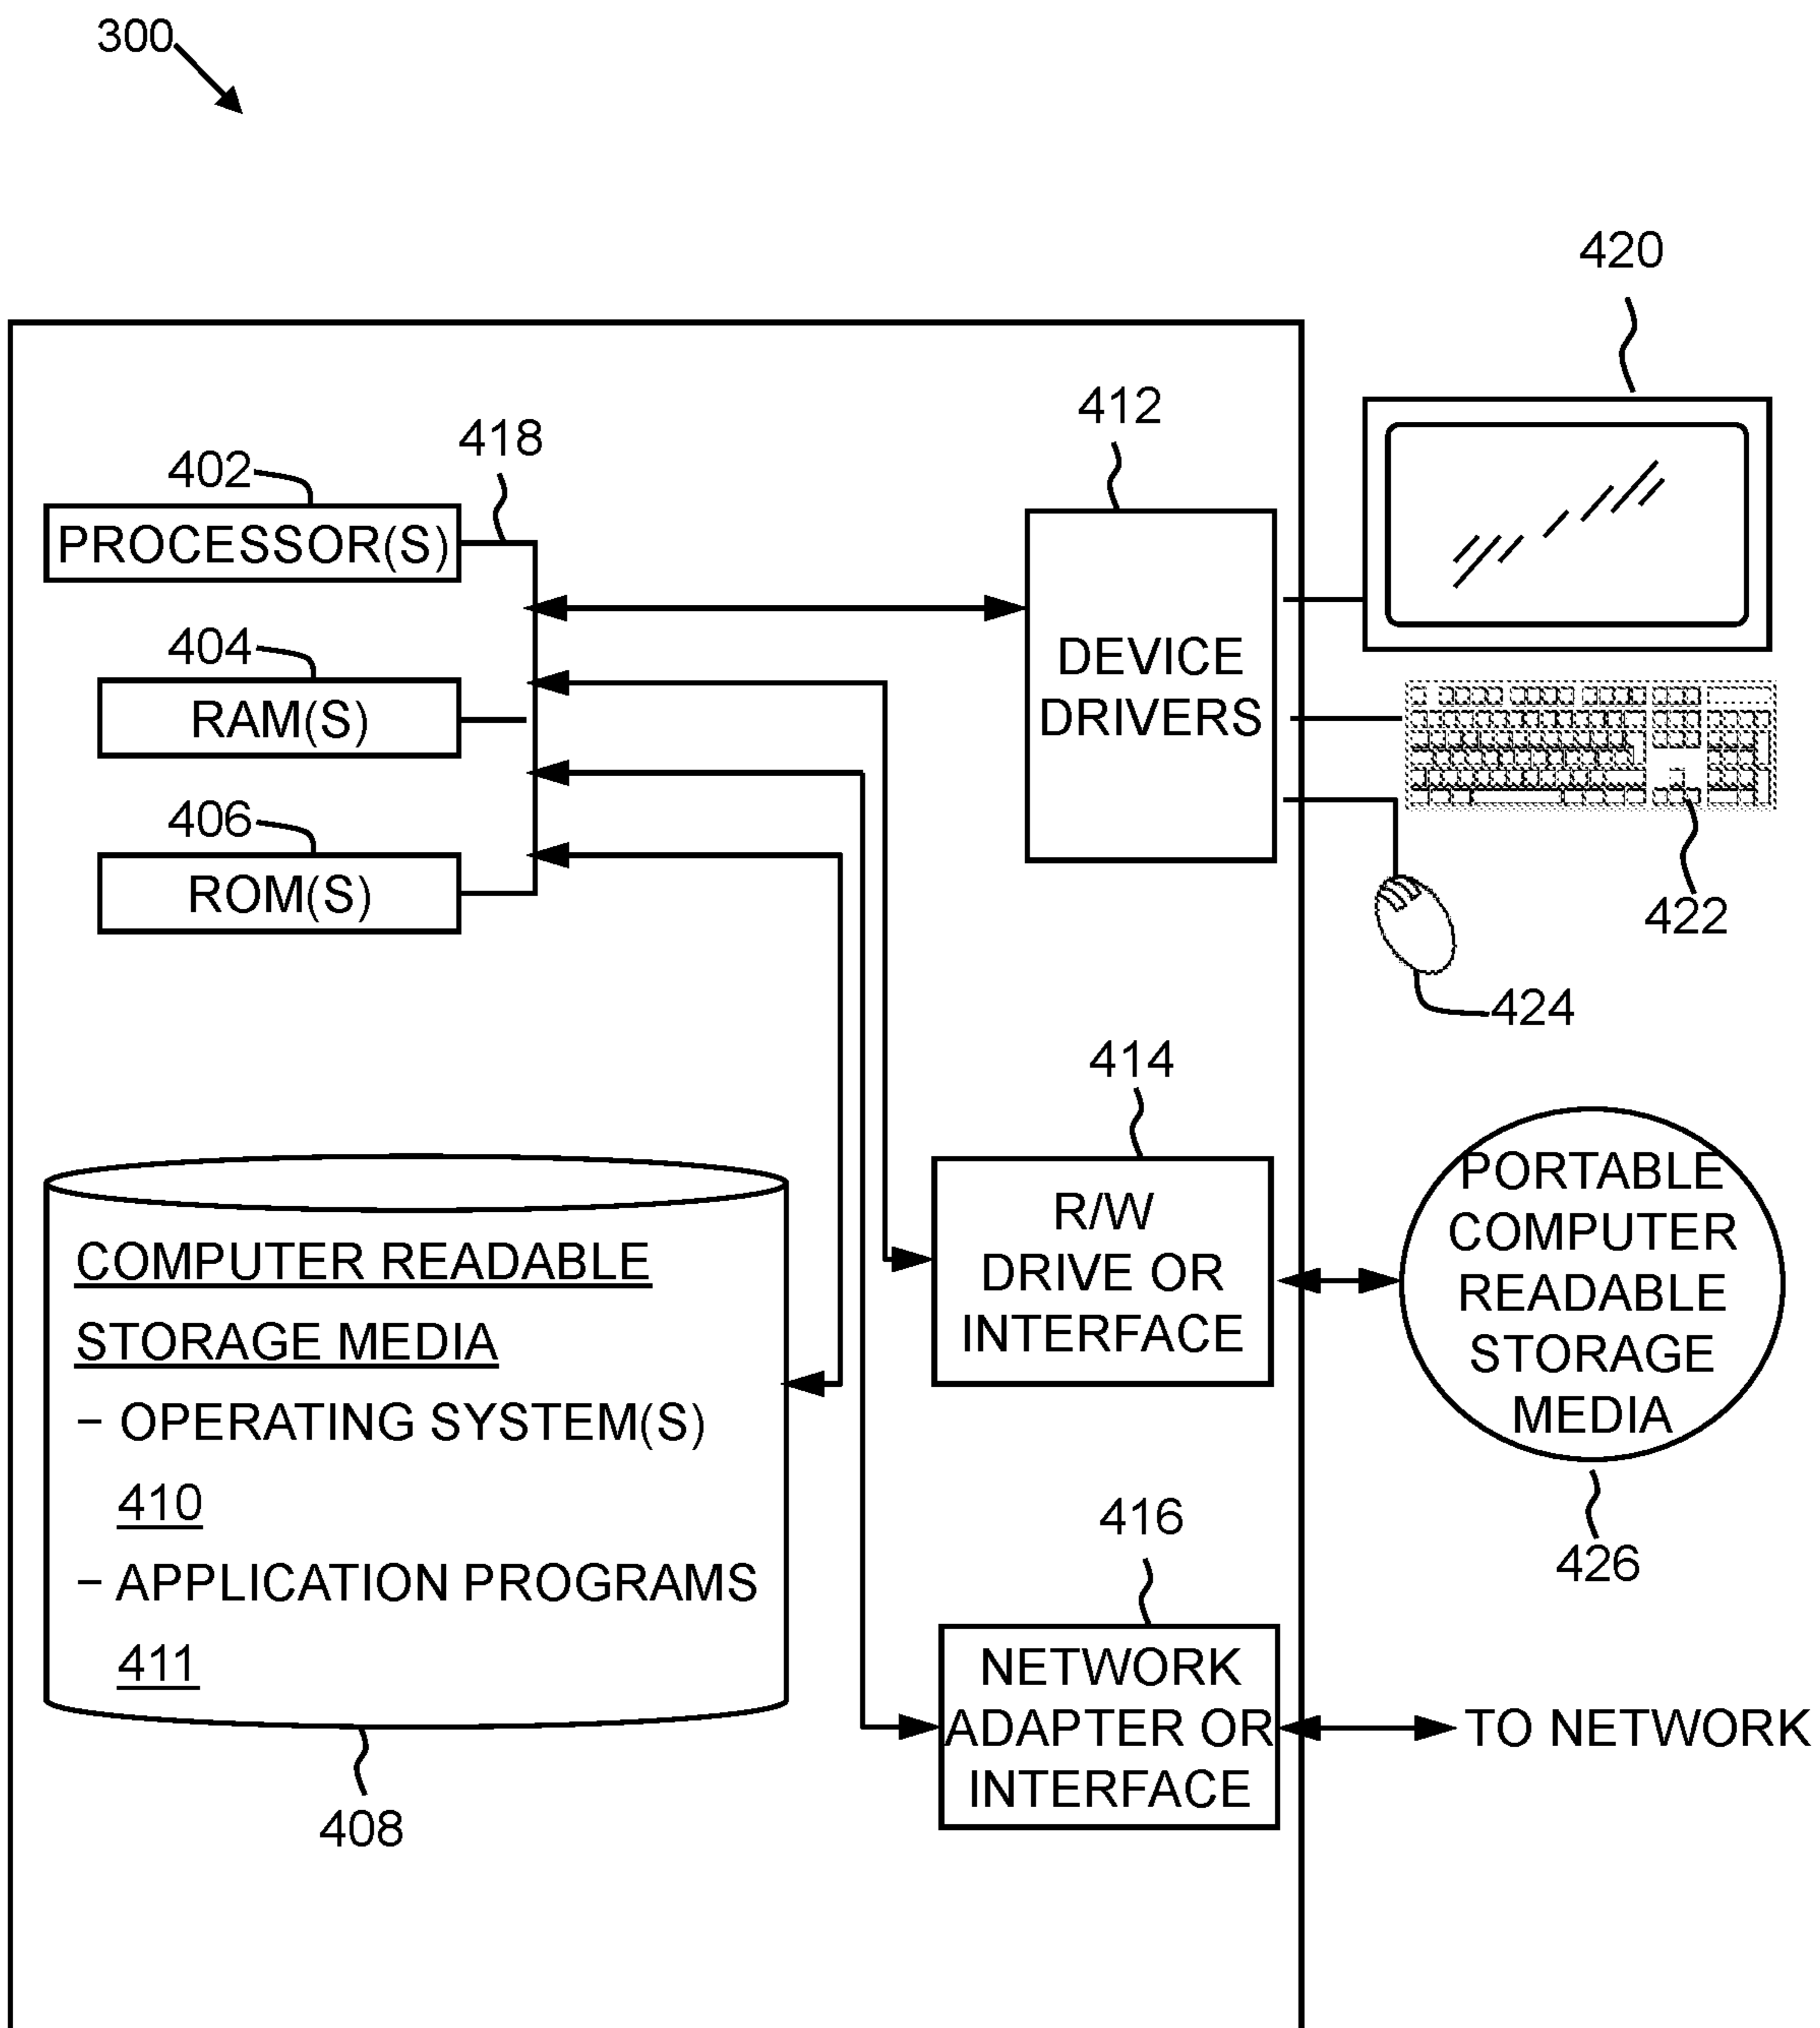 300
420
412
418
402
PROCESSOR(S)
404
RAM(S)
406
ROM(S)
DEVICE
DRIVERS
422
424
414
R/W
DRIVE OR
INTERFACE
PORTABLE
COMPUTER
READABLE
STORAGE
MEDIA
426
COMPUTER READABLE
STORAGE MEDIA
– OPERATING SYSTEM(S)
410
– APPLICATION PROGRAMS
411
408
416
NETWORK
ADAPTER OR
INTERFACE
TO NETWORK